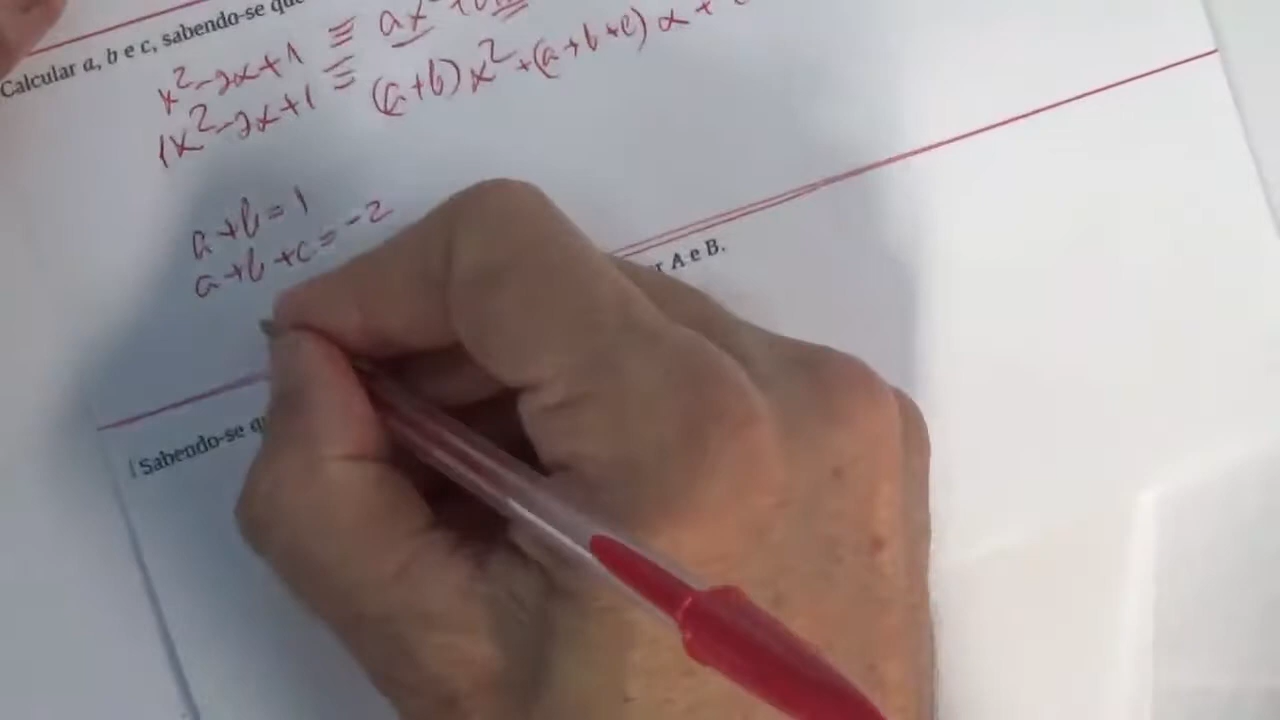 Calcular a, b e c, sabendo-se que
x² - 2x + 1 ≡ ax²
1x² - 2x + 1 ≡ (a+b)x² + (a+b+c)x +
a+b = 1
a+b+c = -2
r A e B.
Sabendo-se q